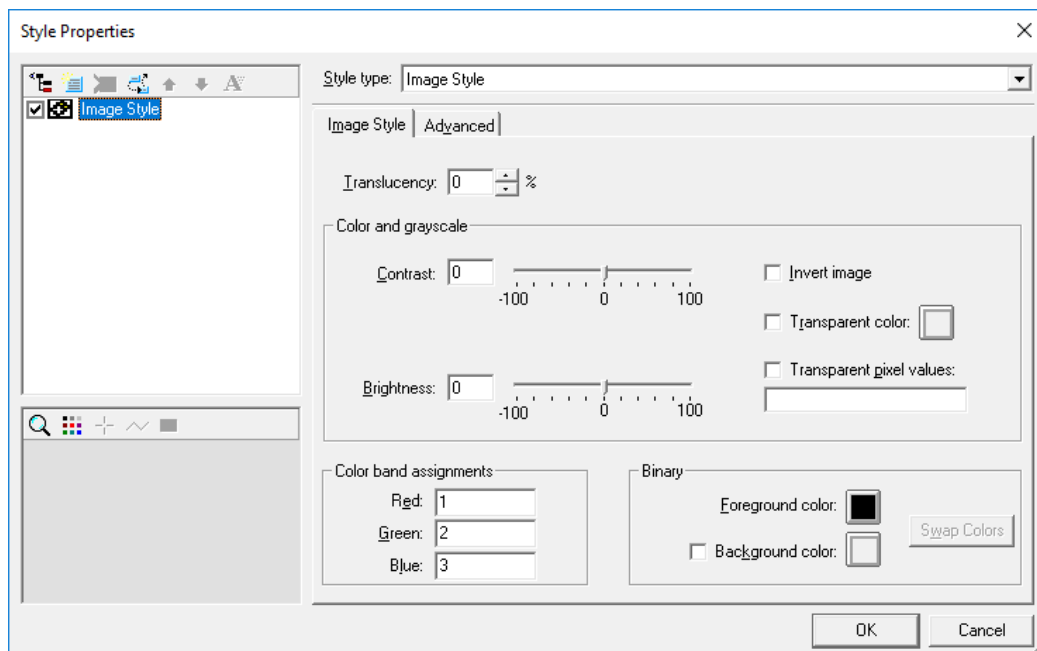 Style Properties
Style type: Image Style
Image Style
Image Style Advanced
Translucency: 0 %
Color and grayscale
Contrast: 0
-100 0 100
Invert image
Transparent color:
Transparent pixel values:
Brightness: 0
-100 0 100
Color band assignments
Red: 1
Green: 2
Blue: 3
Binary
Foreground color:
Background color:
Swap Colors
OK Cancel